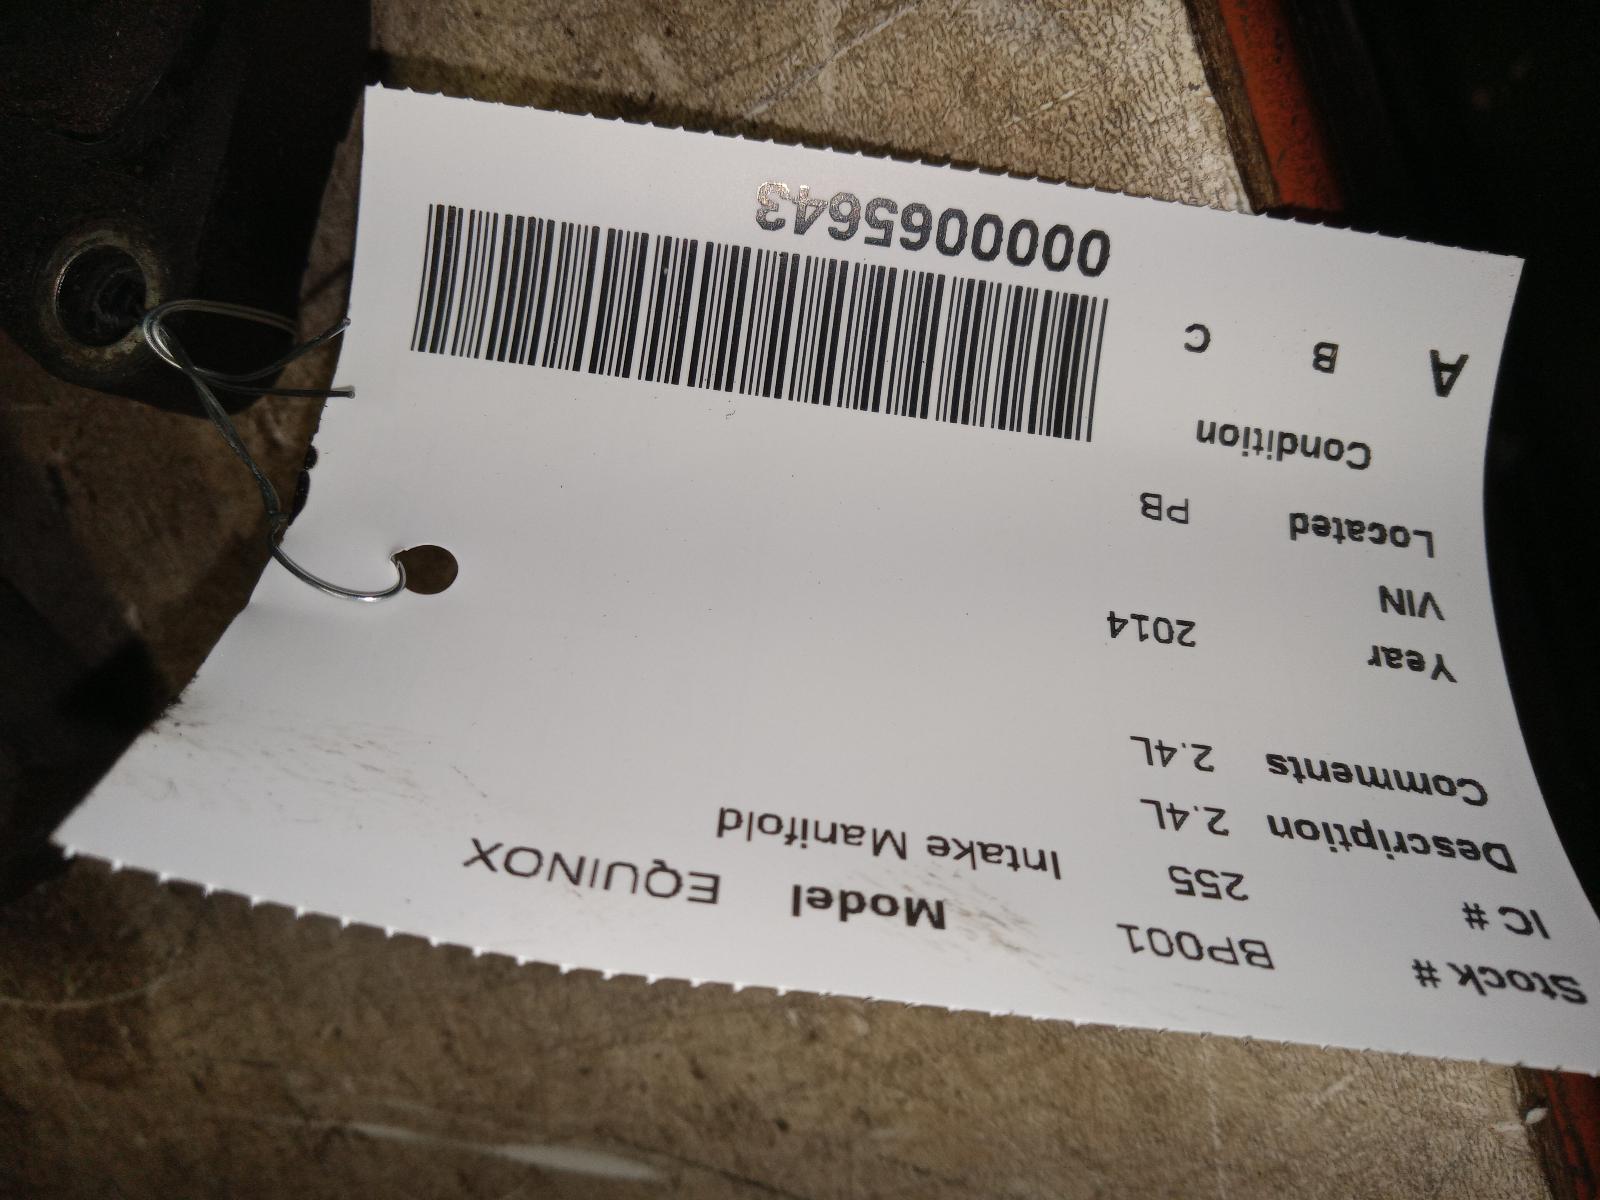 Stock # BP001 Model EQUINOX
IC # 255 Intake Manifold
Description 2.4L
Comments 2.4L
Year 2014
VIN
Located PB
Condition
A B C
0000065643